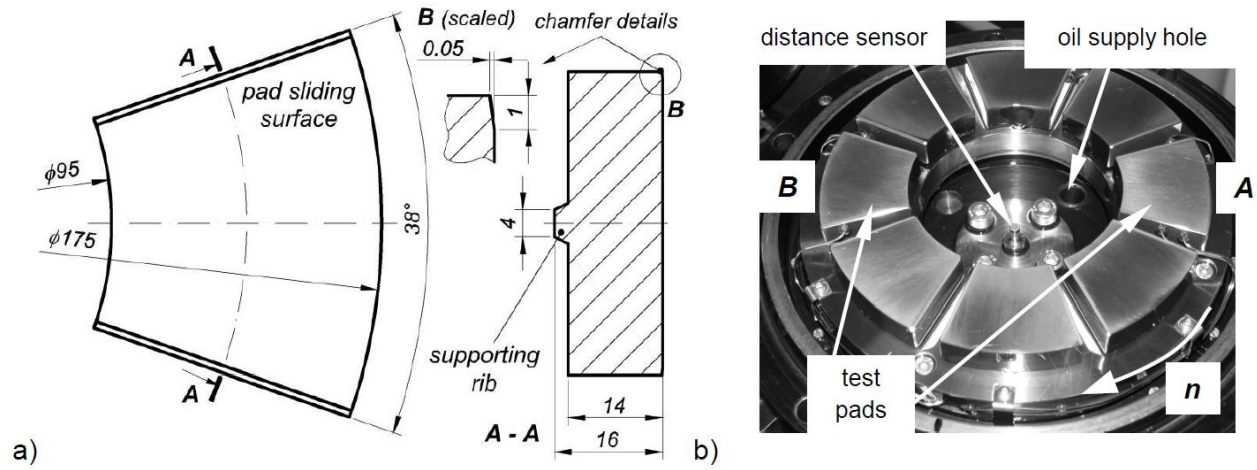 A
pad sliding
surface
ϕ95
ϕ175
38°
A
a)
B (scaled)
0.05
1
chamfer details
B
4
supporting
rib
14
A - A
16
b)
distance sensor
oil supply hole
B
A
test
pads
n